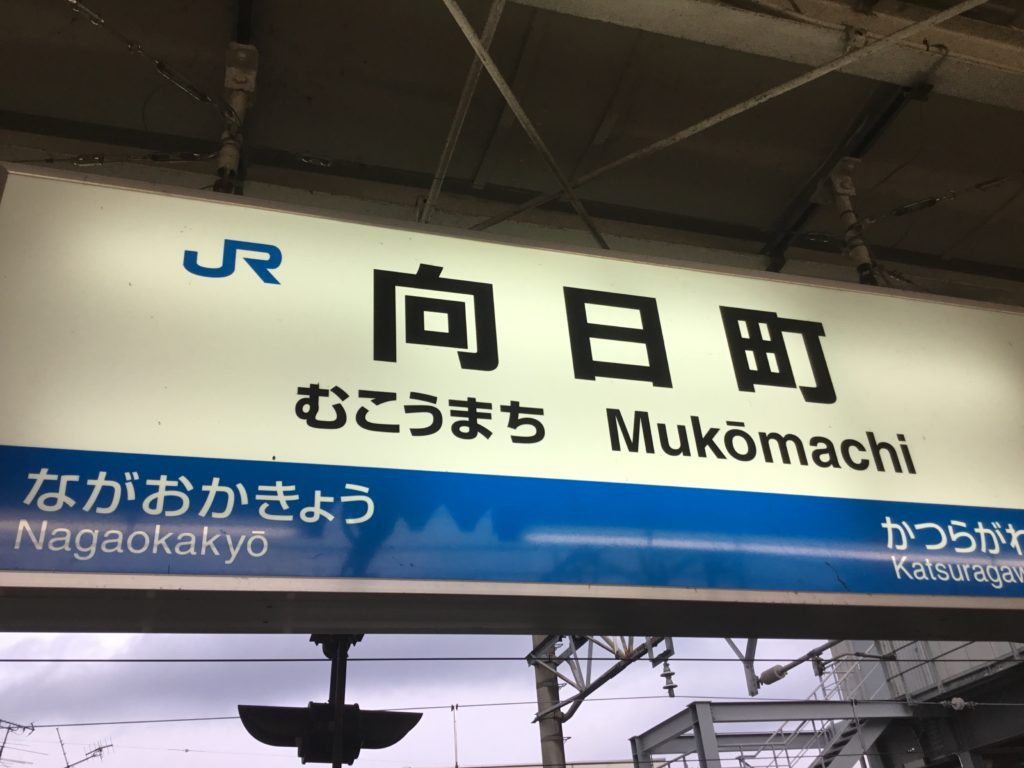 JR 向日町
むこうまち Mukōmachi
ながおかきょう かつらがわ
Nagaokakyō Katsuragaw